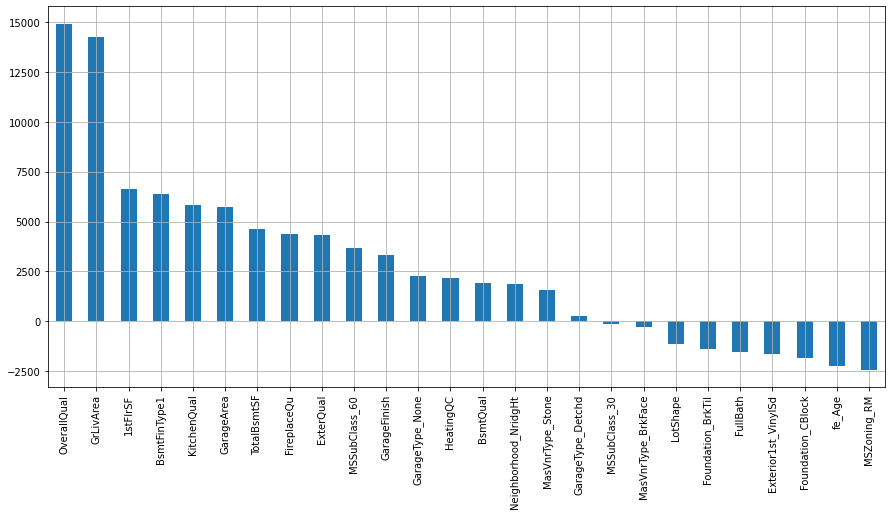 15000
12500
10000
7500
5000
2500
0
−2500
OverallQual
GrLivArea
1stFlrSF
BsmtFinType1
KitchenQual
GarageArea
TotalBsmtSF
FireplaceQu
ExterQual
MSSubClass_60
GarageFinish
GarageType_None
HeatingQC
BsmtQual
Neighborhood_NridgHt
MasVnrType_Stone
GarageType_Detchd
MSSubClass_30
MasVnrType_BrkFace
LotShape
Foundation_BrkTil
FullBath
Exterior1st_VinylSd
Foundation_CBlock
fe_Age
MSZoning_RM